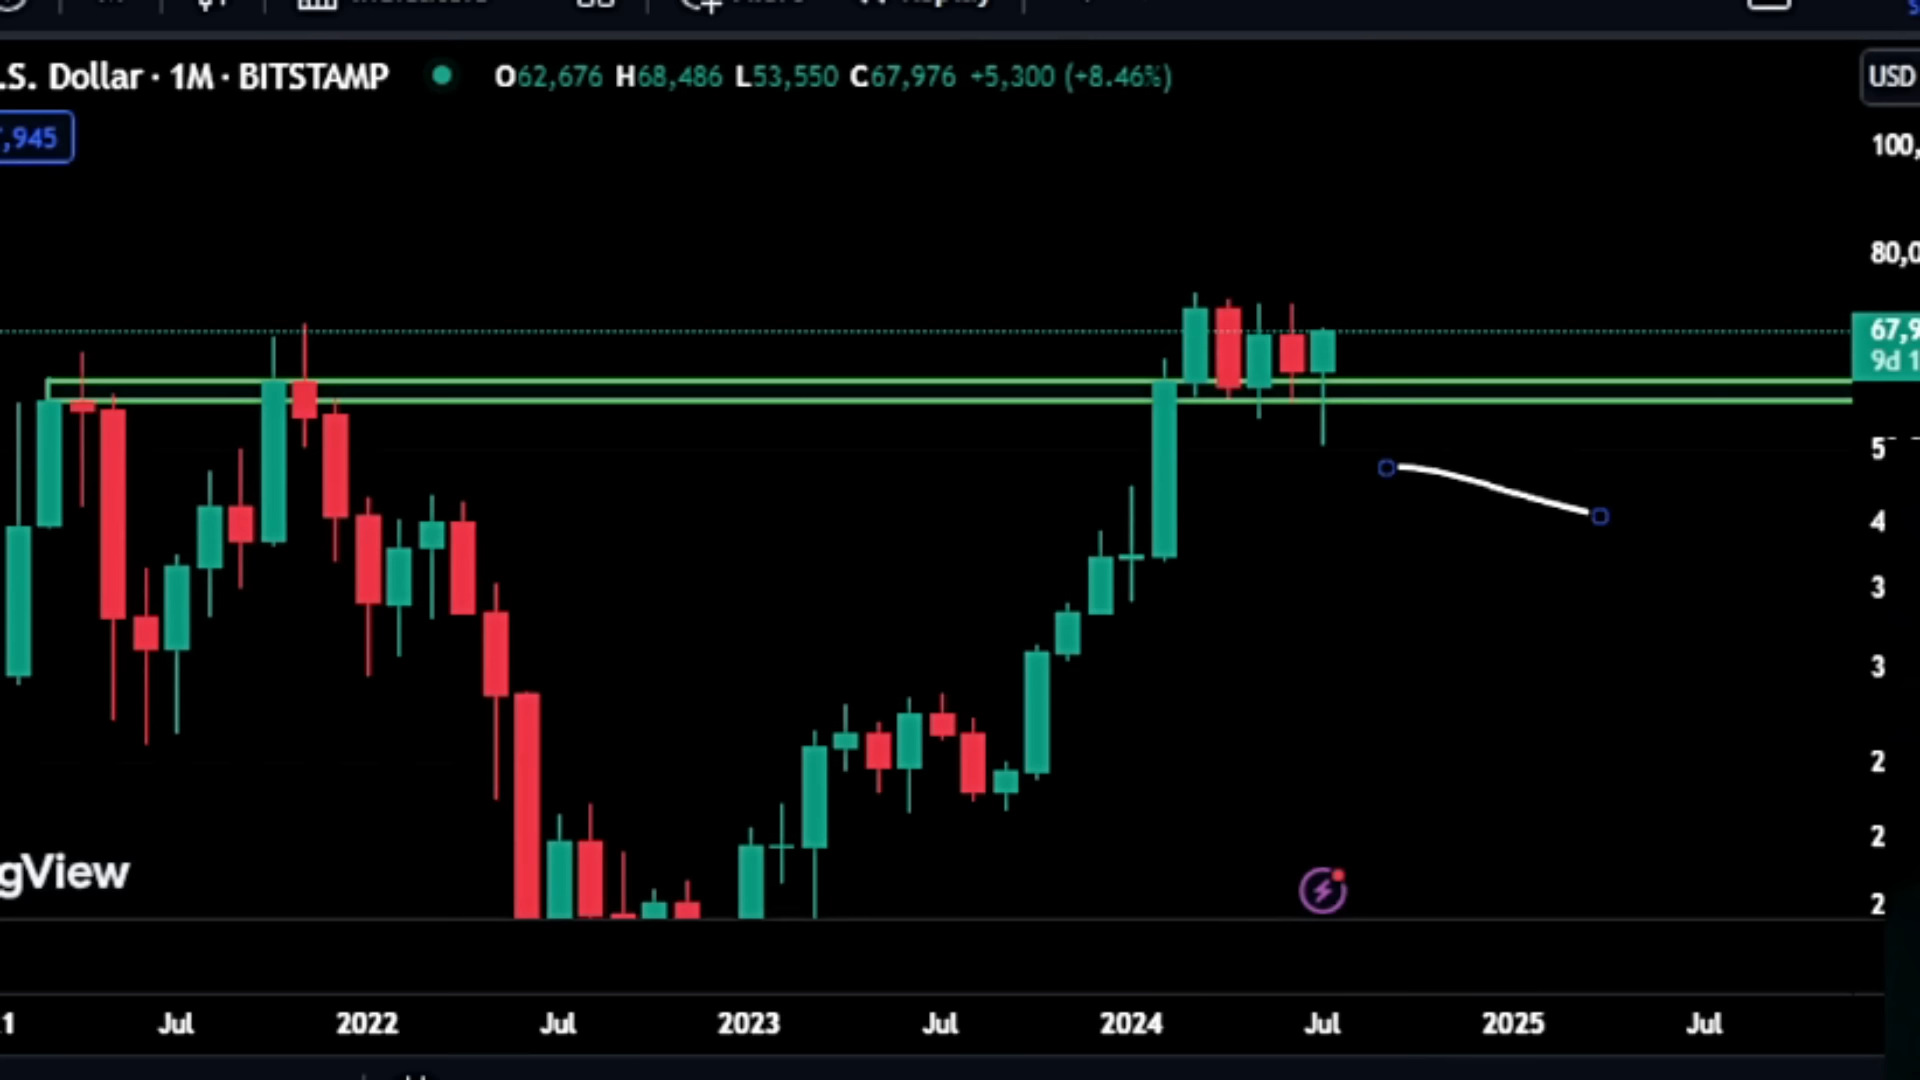 .S. Dollar · 1M · BITSTAMP O62,676 H68,486 L53,550 C67,976 +5,300 (+8.46%)
USD
,945
100,
80,0
67,9
9d 1
5
4
3
3
2
2
2
gView
1 Jul 2022 Jul 2023 Jul 2024 Jul 2025 Jul